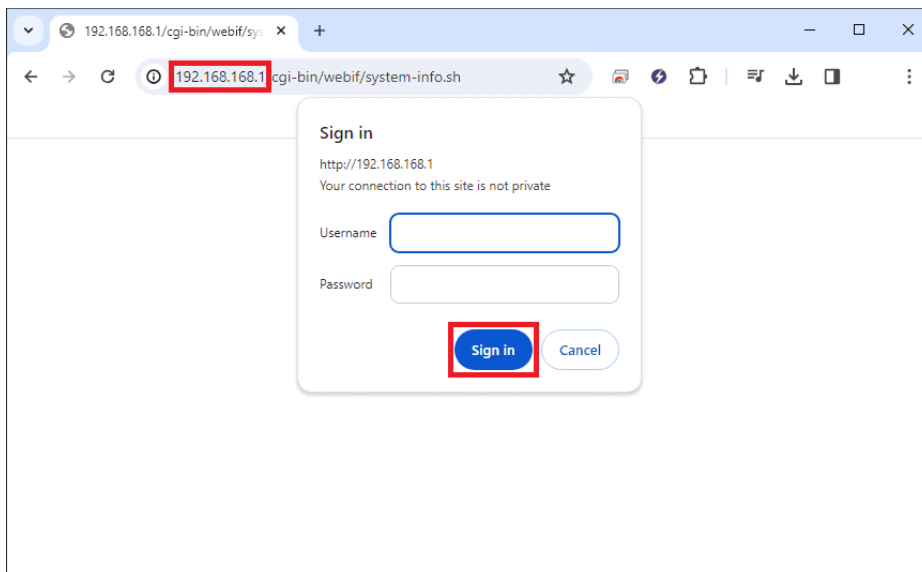 192.168.168.1/cgi-bin/webif/sy
192.168.168.1/cgi-bin/webif/system-info.sh
Sign in
http://192.168.168.1
Your connection to this site is not private
Username
Password
Sign in
Cancel